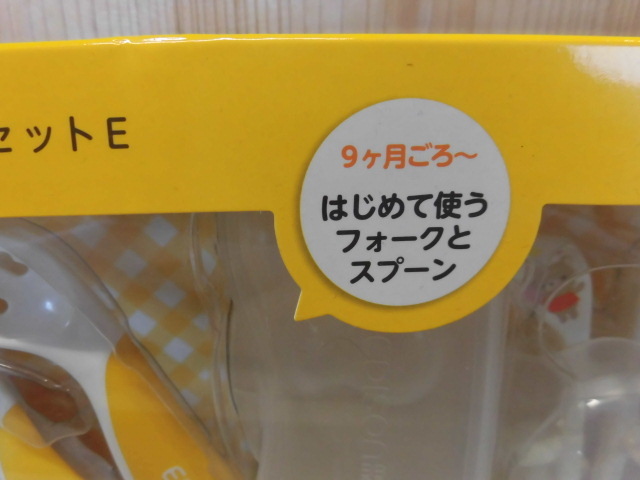 セットE
9ヶ月ごろ～
はじめて使う
フォークと
スプーン